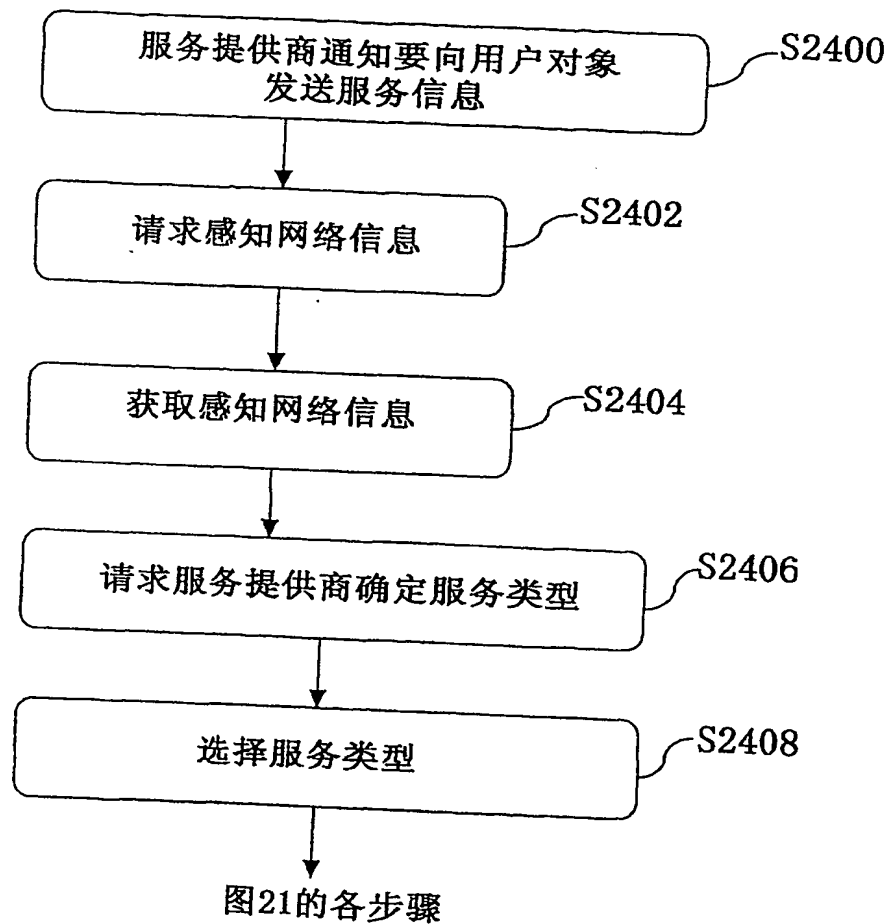 服务提供商通知要向用户对象
发送服务信息
S2400
请求感知网络信息
S2402
获取感知网络信息
S2404
请求服务提供商确定服务类型
S2406
选择服务类型
S2408
图21的各步骤